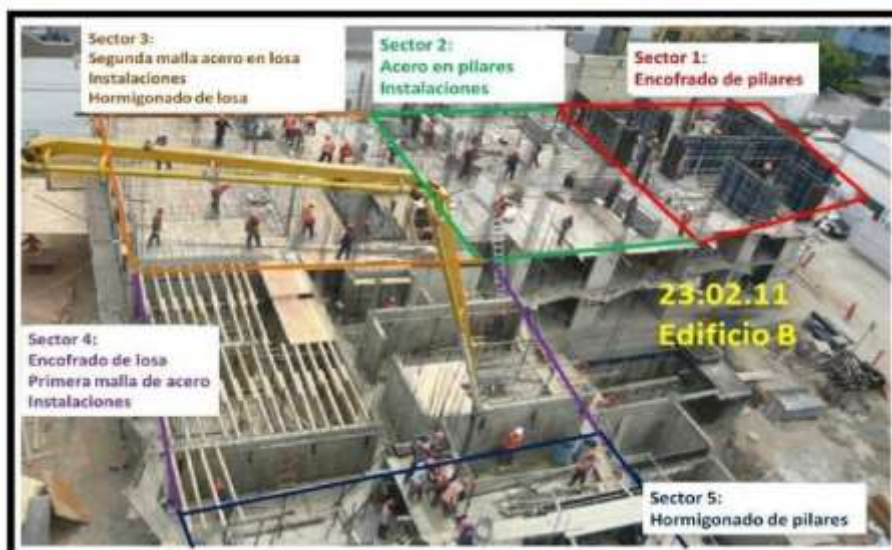 Sector 3:
Segunda malla acero en losa
Instalaciones
Hormigonado de losa
Sector 2:
Acero en pilares
Instalaciones
Sector 1:
Encofrado de pilares
23.02.11
Edificio B
Sector 4:
Encofrado de losa
Primera malla de acero
Instalaciones
Sector 5:
Hormigonado de pilares